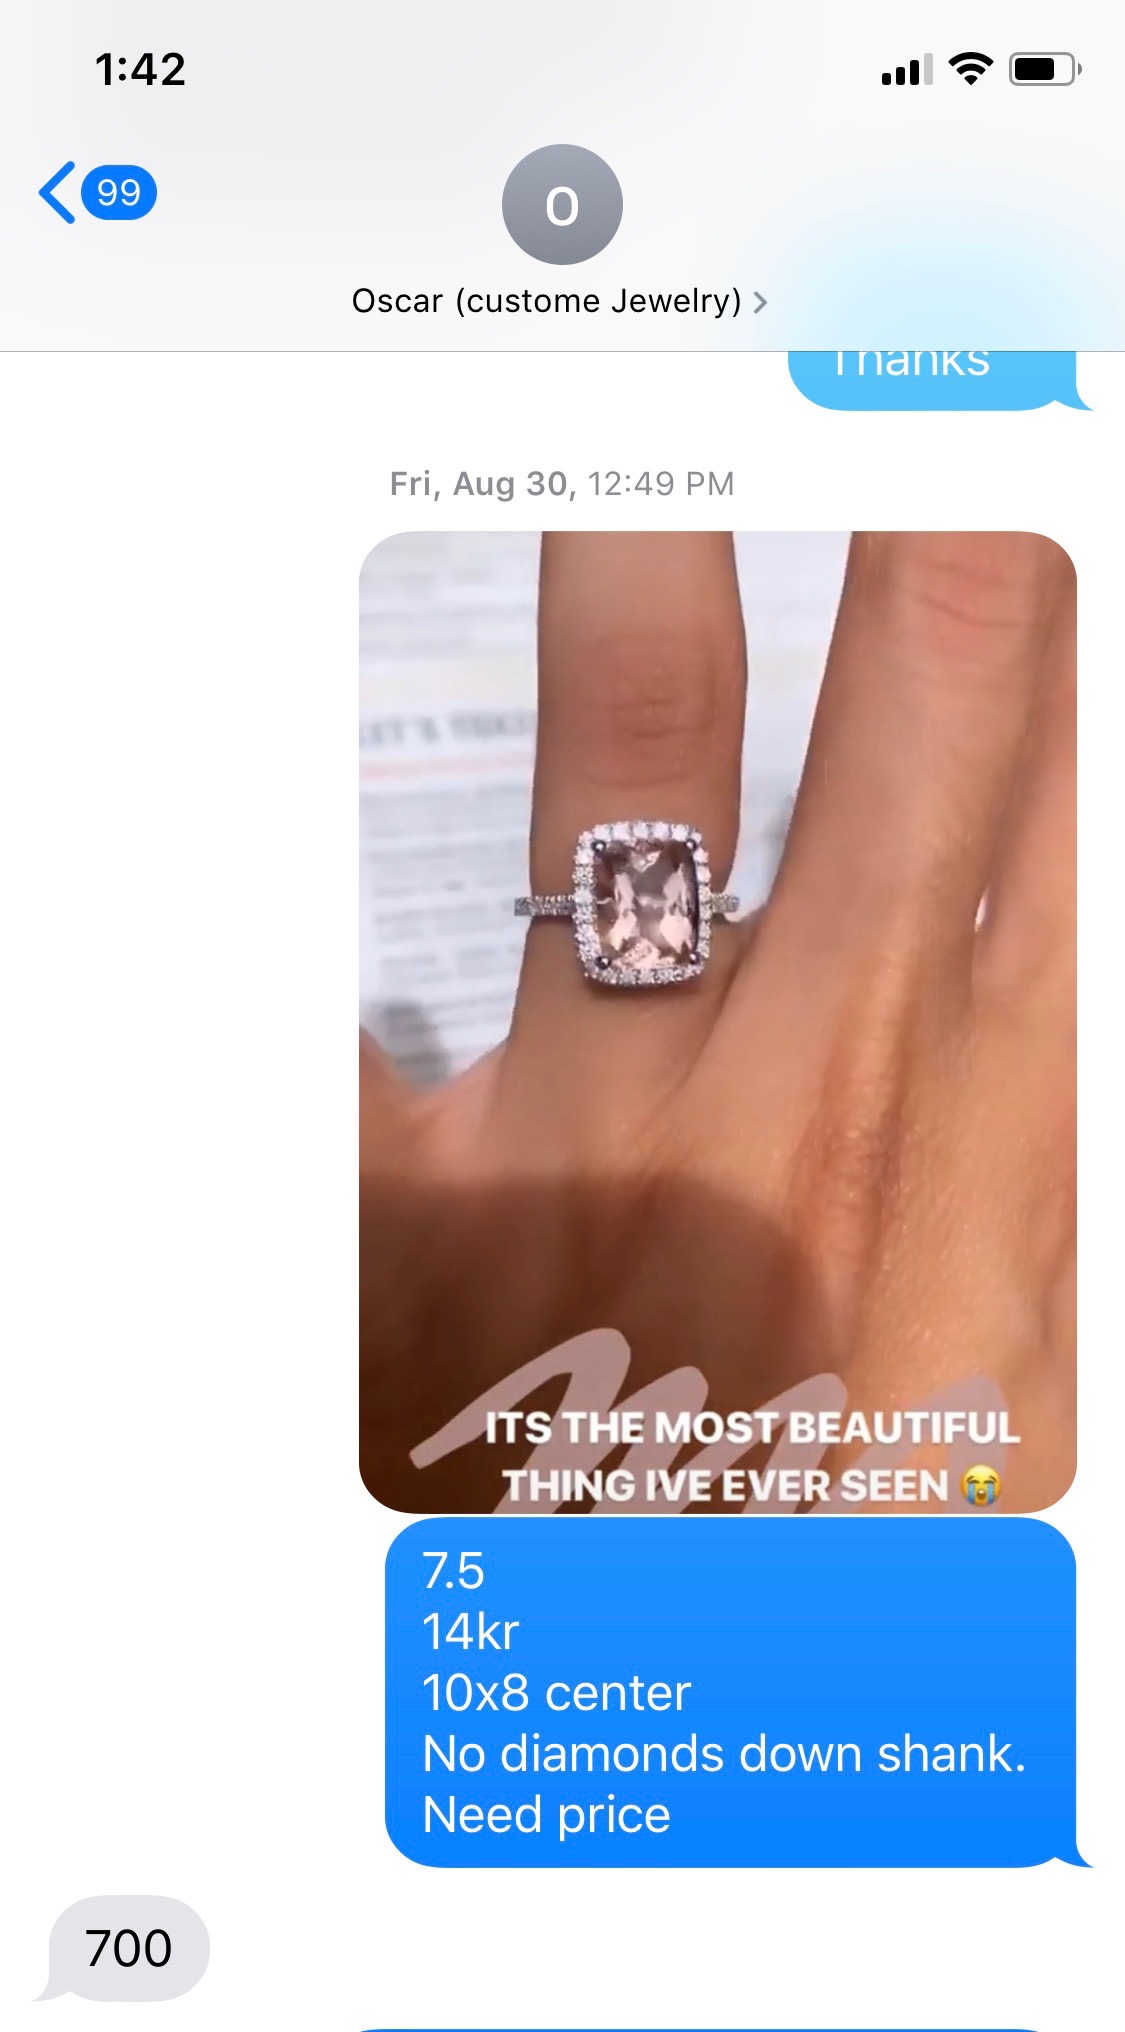 1:42
99
O
Oscar (custome Jewelry)
Thanks
Fri, Aug 30, 12:49 PM
ITS THE MOST BEAUTIFUL
THING IVE EVER SEEN 😭
7.5
14kr
10x8 center
No diamonds down shank.
Need price
700